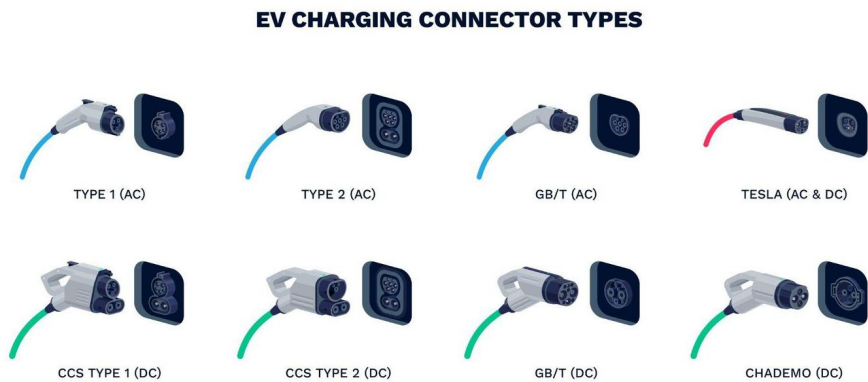 EV CHARGING CONNECTOR TYPES
TYPE 1 (AC)
TYPE 2 (AC)
GB/T (AC)
TESLA (AC & DC)
CCS TYPE 1 (DC)
CCS TYPE 2 (DC)
GB/T (DC)
CHADEMO (DC)